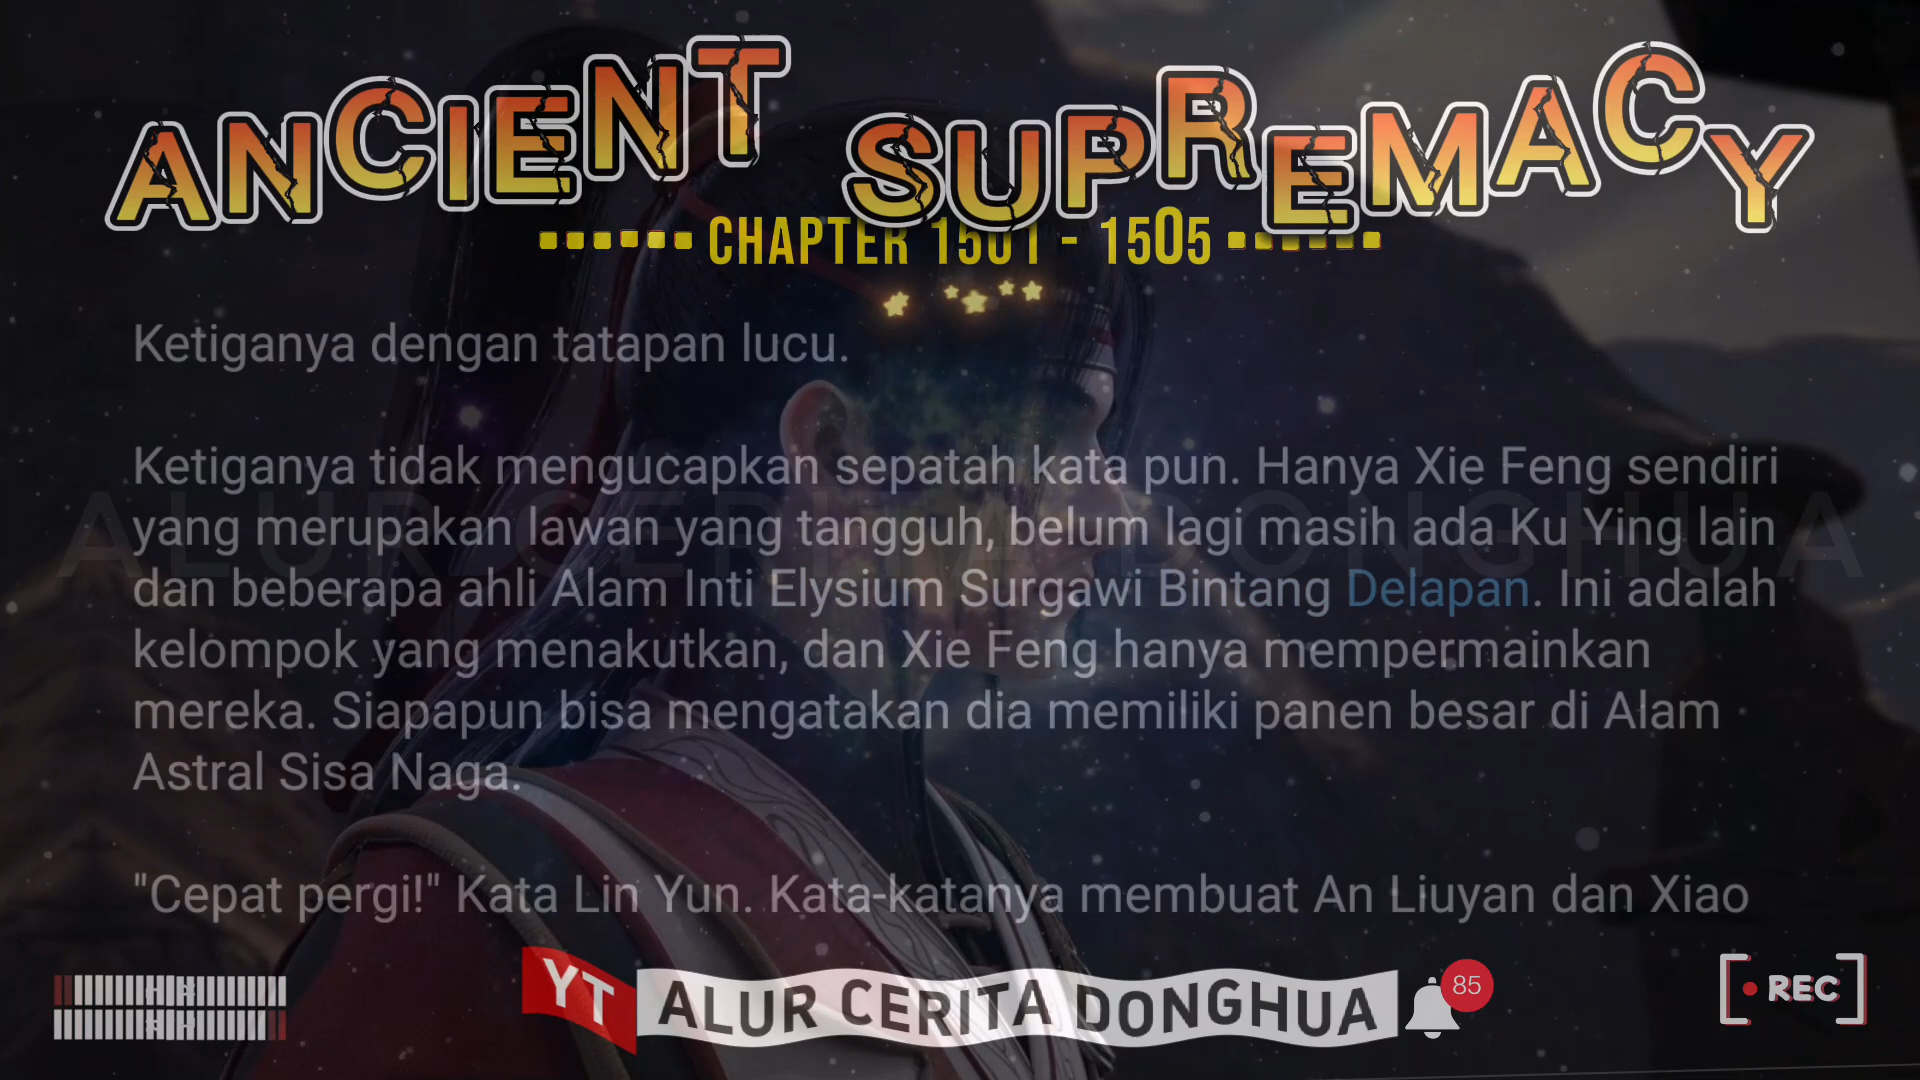 ANCIENT SUPREMACY
CHAPTER 1501 - 1505
Ketiganya dengan tatapan lucu.
Ketiganya tidak mengucapkan sepatah kata pun. Hanya Xie Feng sendiri
yang merupakan lawan yang tangguh, belum lagi masih ada Ku Ying lain
dan beberapa ahli Alam Inti Elysium Surgawi Bintang Delapan. Ini adalah
kelompok yang menakutkan, dan Xie Feng hanya mempermainkan
mereka. Siapapun bisa mengatakan dia memiliki panen besar di Alam
Astral Sisa Naga.
"Cepat pergi!" Kata Lin Yun. Kata-katanya membuat An Liuyan dan Xiao
ALUR CERITA DONGHUA
YT ALUR CERITA DONGHUA 85
REC